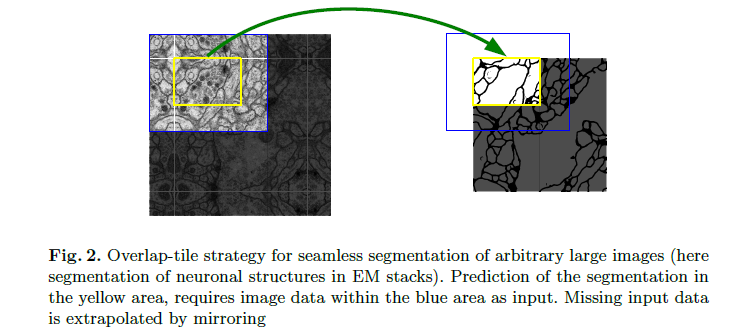 Fig. 2. Overlap-tile strategy for seamless segmentation of arbitrary large images (here
segmentation of neuronal structures in EM stacks). Prediction of the segmentation in
the yellow area, requires image data within the blue area as input. Missing input data
is extrapolated by mirroring